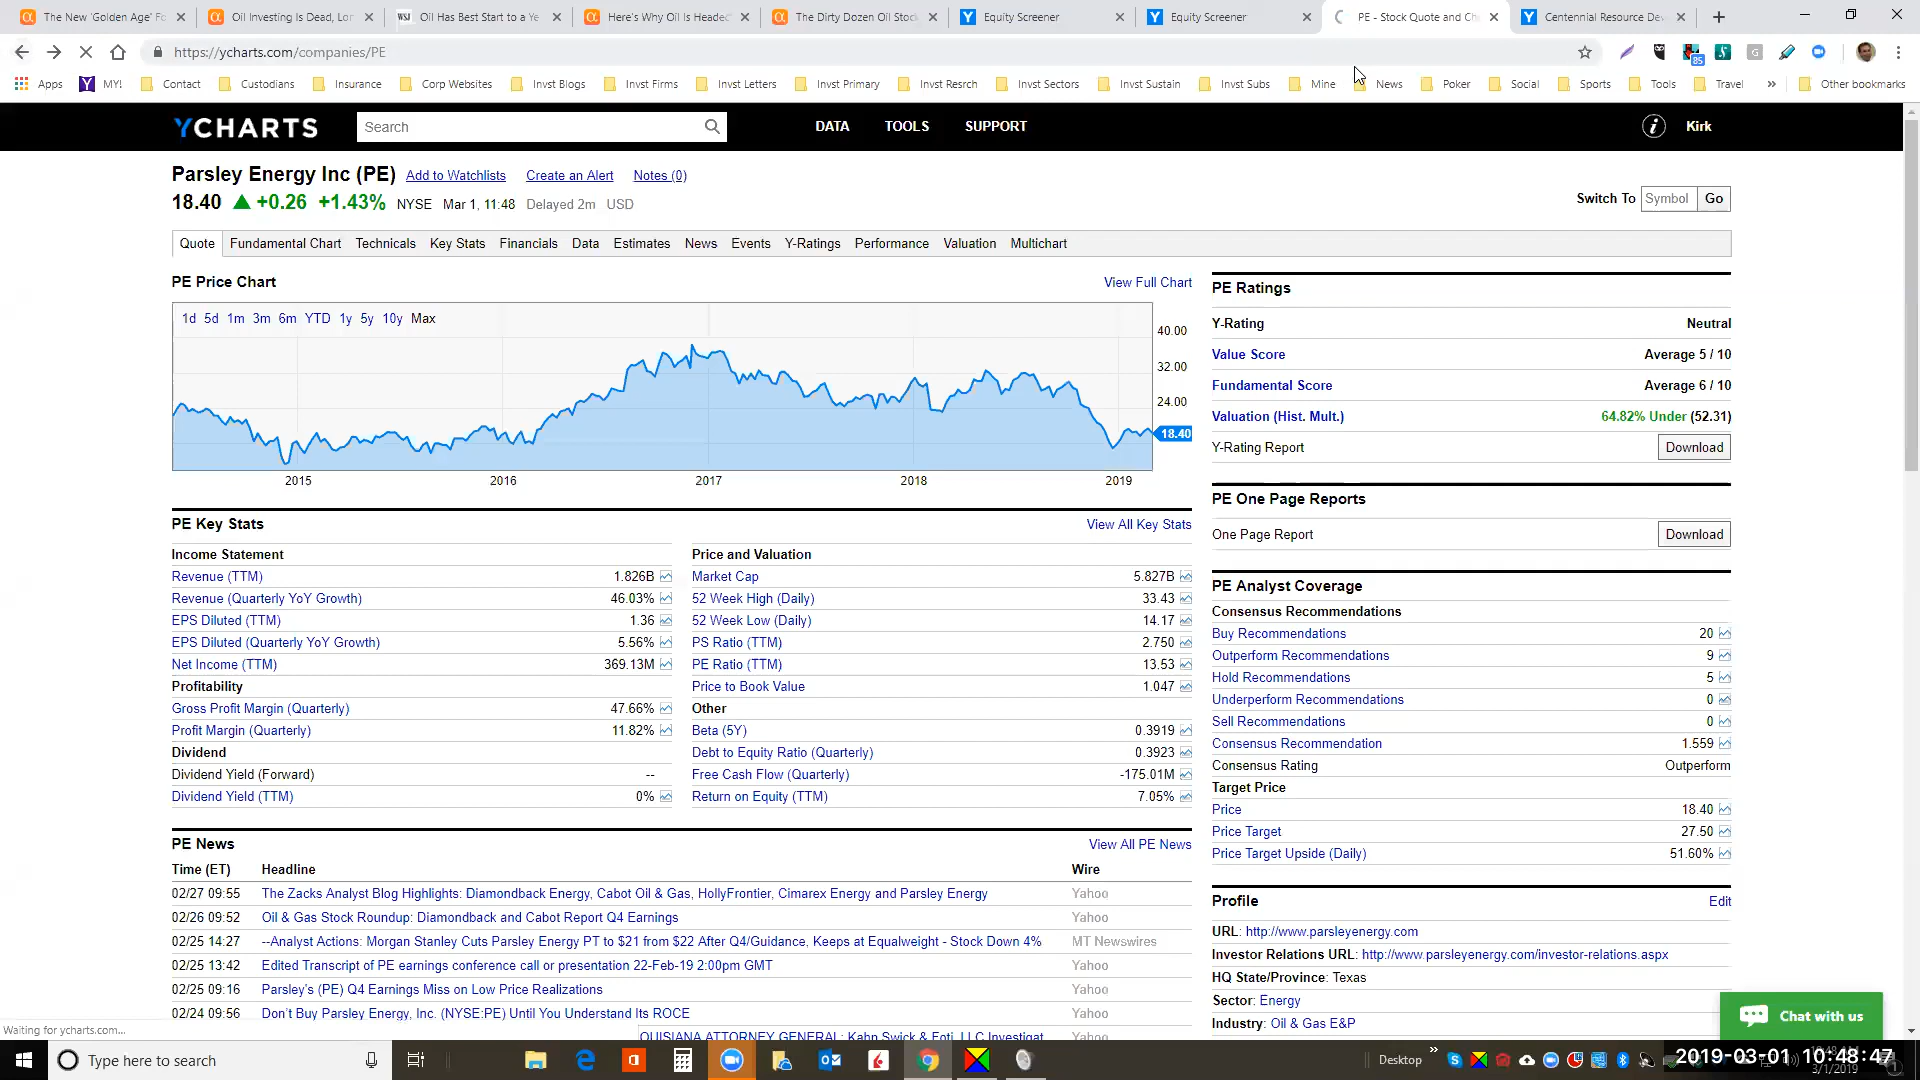 The New 'Golden Age' Fo
Oil Investing Is Dead, Lon
Oil Has Best Start to a Ye
Here's Why Oil Is Headed
The Dirty Dozen Oil Stock
Equity Screener
Equity Screener
PE - Stock Quote and Ch
Centennial Resource Dev
https://ycharts.com/companies/PE
85
Apps
MY!
Contact
Custodians
Insurance
Corp Websites
Invst Blogs
Invst Firms
Invst Letters
Invst Primary
Invst Resrch
Invst Sectors
Invst Sustain
Invst Subs
Mine
News
Poker
Social
Sports
Tools
Travel
Other bookmarks
YCHARTS
Search
DATA
TOOLS
SUPPORT
Kirk
Parsley Energy Inc (PE) Add to Watchlists Create an Alert Notes (0)
18.40 +0.26 +1.43% NYSE Mar 1, 11:48 Delayed 2m USD
Switch To Symbol Go
Quote Fundamental Chart Technicals Key Stats Financials Data Estimates News Events Y-Ratings Performance Valuation Multichart
PE Price Chart View Full Chart
1d 5d 1m 3m 6m YTD 1y 5y 10y Max
40.00
32.00
24.00
18.40
2015 2016 2017 2018 2019
PE Key Stats View All Key Stats
Income Statement
Revenue (TTM) 1.826B
Revenue (Quarterly YoY Growth) 46.03%
EPS Diluted (TTM) 1.36
EPS Diluted (Quarterly YoY Growth) 5.56%
Net Income (TTM) 369.13M
Profitability
Gross Profit Margin (Quarterly) 47.66%
Profit Margin (Quarterly) 11.82%
Dividend
Dividend Yield (Forward) --
Dividend Yield (TTM) 0%
Price and Valuation
Market Cap 5.827B
52 Week High (Daily) 33.43
52 Week Low (Daily) 14.17
PS Ratio (TTM) 2.750
PE Ratio (TTM) 13.53
Price to Book Value 1.047
Other
Beta (5Y) 0.3919
Debt to Equity Ratio (Quarterly) 0.3923
Free Cash Flow (Quarterly) -175.01M
Return on Equity (TTM) 7.05%
PE News View All PE News
Time (ET) Headline Wire
02/27 09:55 The Zacks Analyst Blog Highlights: Diamondback Energy, Cabot Oil & Gas, HollyFrontier, Cimarex Energy and Parsley Energy Yahoo
02/26 09:52 Oil & Gas Stock Roundup: Diamondback and Cabot Report Q4 Earnings Yahoo
02/25 14:27 --Analyst Actions: Morgan Stanley Cuts Parsley Energy PT to $21 from $22 After Q4/Guidance, Keeps at Equalweight - Stock Down 4% MT Newswires
02/25 13:42 Edited Transcript of PE earnings conference call or presentation 22-Feb-19 2:00pm GMT Yahoo
02/25 09:16 Parsley's (PE) Q4 Earnings Miss on Low Price Realizations Yahoo
02/24 09:56 Don't Buy Parsley Energy, Inc. (NYSE:PE) Until You Understand Its ROCE Yahoo
OUISIANA ATTORNEY GENERAL: Kahn Swick & Foti, LLC Investigat Yahoo
PE Ratings
Y-Rating Neutral
Value Score Average 5 / 10
Fundamental Score Average 6 / 10
Valuation (Hist. Mult.) 64.82% Under (52.31)
Y-Rating Report Download
PE One Page Reports
One Page Report Download
PE Analyst Coverage
Consensus Recommendations
Buy Recommendations 20
Outperform Recommendations 9
Hold Recommendations 5
Underperform Recommendations 0
Sell Recommendations 0
Consensus Recommendation 1.559
Consensus Rating Outperform
Target Price
Price 18.40
Price Target 27.50
Price Target Upside (Daily) 51.60%
Profile Edit
URL: http://www.parsleyenergy.com
Investor Relations URL: http://www.parsleyenergy.com/investor-relations.aspx
HQ State/Province: Texas
Sector: Energy
Industry: Oil & Gas E&P
Chat with us
Waiting for ycharts.com...
Type here to search
Desktop
2019-03-01 10:48:47
3/1/2019